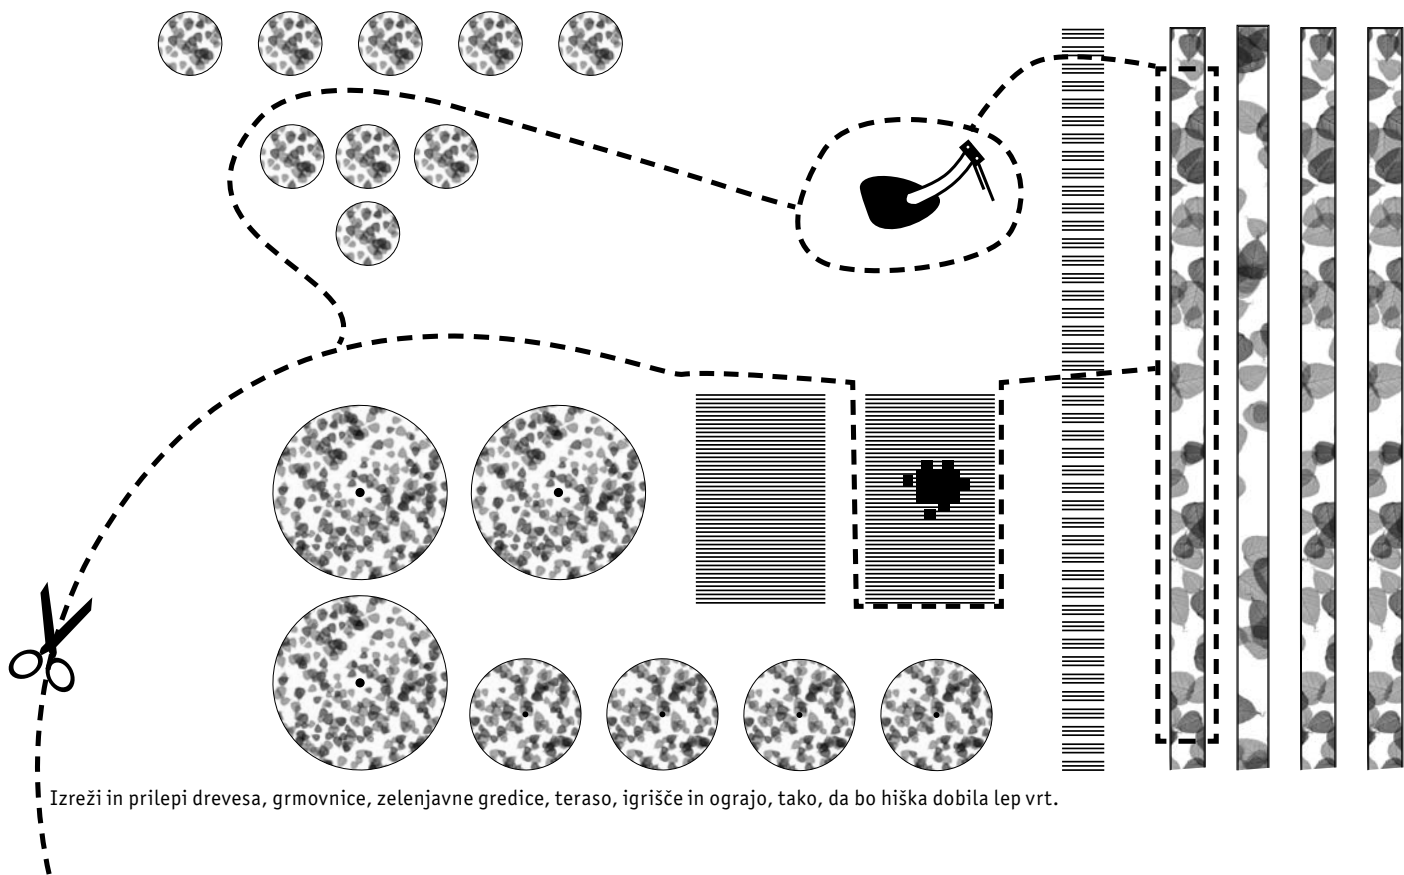 Izreži in prilepi drevesa, grmovnice, zelenjavne gredice, teraso, igrišče in ograjo, tako, da bo hiška dobila lep vrt.